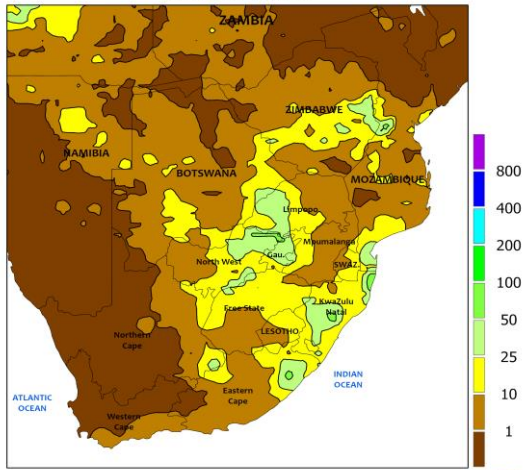 ZAMBIA
ZIMBABWE
NAMIBIA
BOTSWANA
MOZAMBIQUE
Limpopo
Mpumalanga
North West
Gau.
SWAZ.
Free State
KwaZulu
Natal
LESOTHO
Northern
Cape
Eastern
Cape
Western
Cape
ATLANTIC
OCEAN
INDIAN
OCEAN
800
400
200
100
50
25
10
1